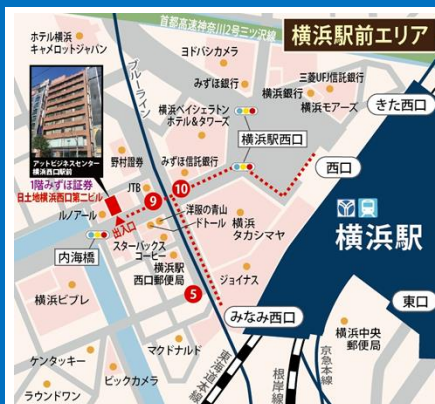 首都高速神奈川2号三ツ沢線
横浜駅前エリア
ホテル横浜
キャメロットジャパン
ブルーライン
ヨドバシカメラ
みずほ銀行
三菱UFJ信託銀行
横浜銀行
横浜モアーズ
きた西口
横浜ベイシェラトン
ホテル&タワーズ
横浜駅西口
西口
アットビジネスセンター
横浜西口駅前
1階みずほ証券
日土地横浜西口第二ビル
野村證券
みずほ信託銀行
JTB
10
9
ルノアール
出入口
洋服の青山
ドトール
横浜
タカシマヤ
横浜駅
内海橋
スターバックス
コーヒー
横浜駅
西口郵便局
ジョイナス
5
みなみ西口
東口
横浜ビブレ
横浜中央
郵便局
マクドナルド
ケンタッキー
ビックカメラ
ラウンドワン
東海道本線
根岸線
京急本線